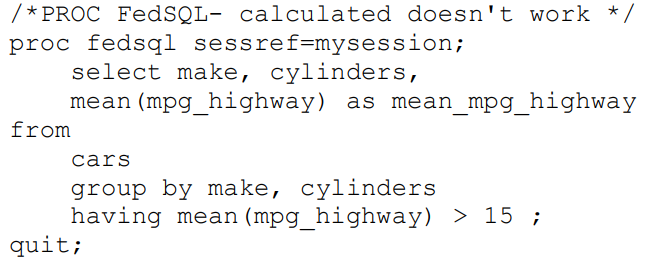 /*PROC FedSQL- calculated doesn't work */
proc fedsql sessref=mysession;
    select make, cylinders,
    mean(mpg_highway) as mean_mpg_highway
from
    cars
    group by make, cylinders
    having mean(mpg_highway) > 15 ;
quit;